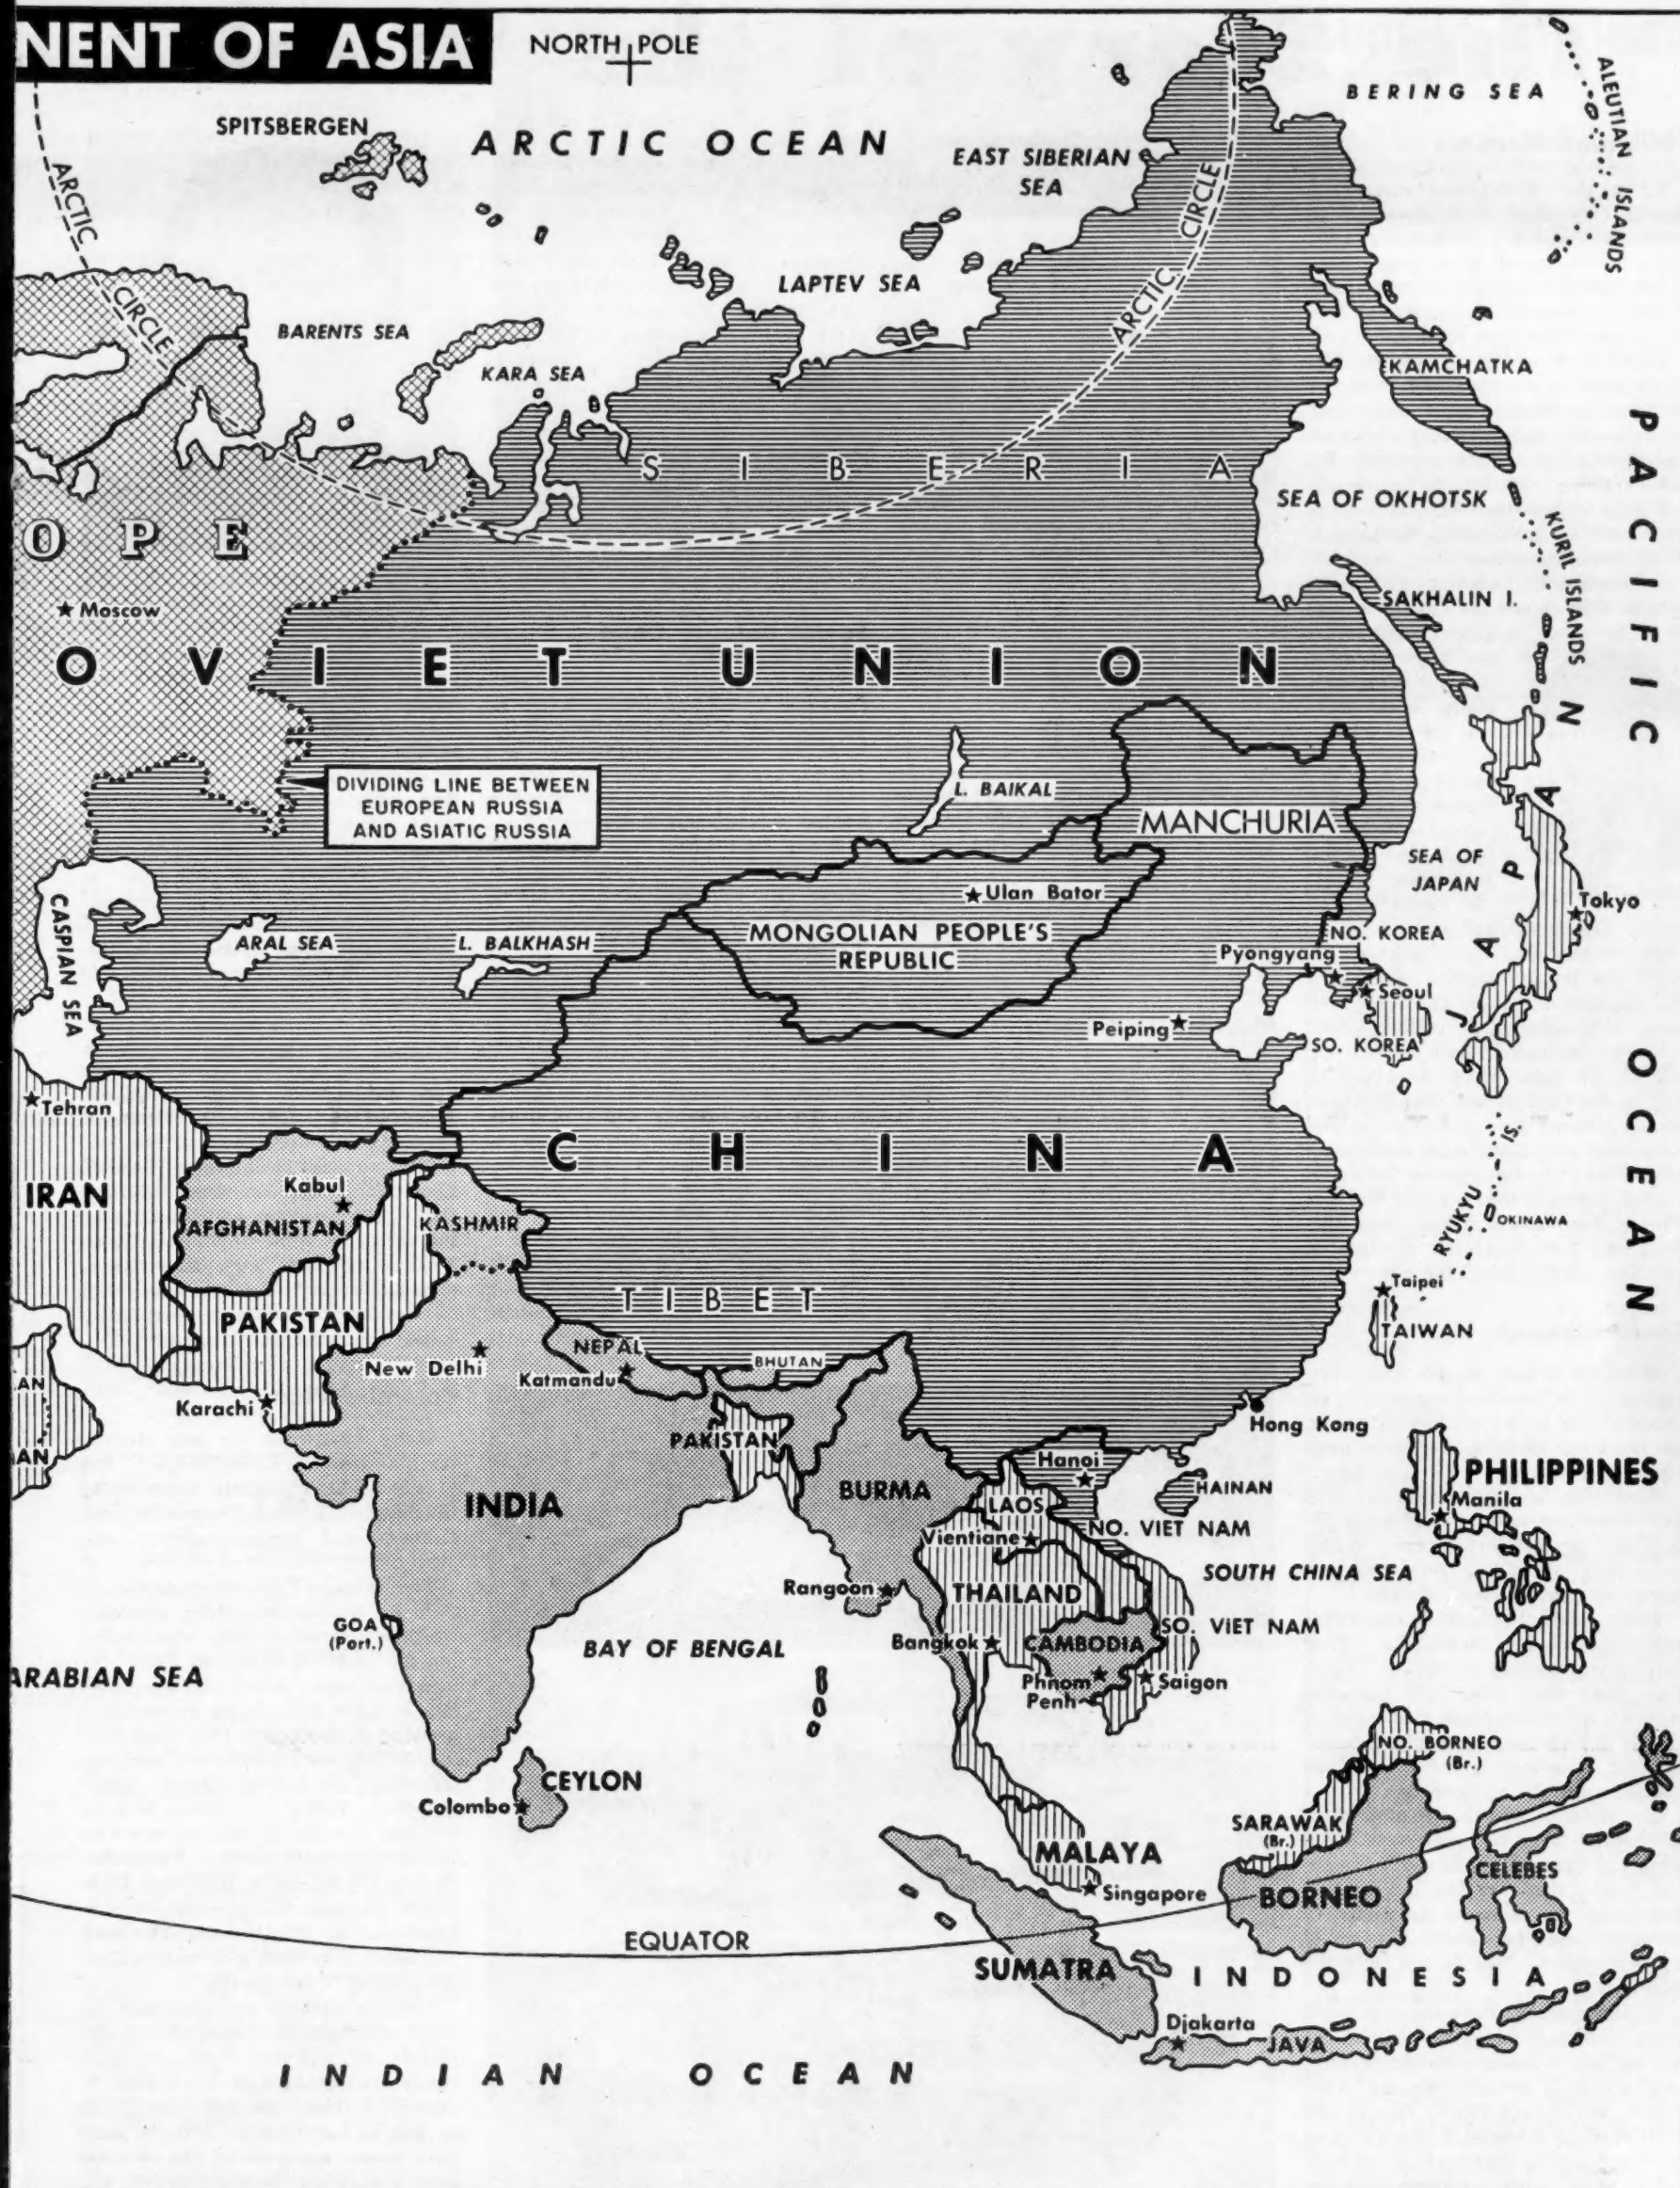 NENT OF ASIA
NORTH POLE
SPITSBERGEN
ARCTIC OCEAN
BERING SEA
ALEUTIAN ISLANDS
EAST SIBERIAN
SEA
ARCTIC CIRCLE
ARCTIC CIRCLE
LAPTEV SEA
BARENTS SEA
KARA SEA
KAMCHATKA
SIBERIA
SEA OF OKHOTSK
KURIL ISLANDS
PACIFIC OCEAN
OPE
Moscow
SAKHALIN I.
OVIET UNION
DIVIDING LINE BETWEEN
EUROPEAN RUSSIA
AND ASIATIC RUSSIA
L. BAIKAL
MANCHURIA
SEA OF
JAPAN
JAPAN
Tokyo
CASPIAN SEA
ARAL SEA
L. BALKHASH
Ulan Bator
MONGOLIAN PEOPLE'S
REPUBLIC
NO. KOREA
Pyongyang
Seoul
Peiping
SO. KOREA
Tehran
IRAN
CHINA
RYUKYU IS.
OKINAWA
Kabul
AFGHANISTAN
KASHMIR
TIBET
Taipei
TAIWAN
PAKISTAN
NEPAL
BHUTAN
New Delhi
Katmandu
AN
Karachi
AN
Hong Kong
PAKISTAN
Hanoi
HAINAN
PHILIPPINES
Manila
INDIA
BURMA
LAOS
NO. VIET NAM
Vientiane
SOUTH CHINA SEA
Rangoon
THAILAND
GOA
(Port.)
BAY OF BENGAL
Bangkok
CAMBODIA
SO. VIET NAM
ARABIAN SEA
Phnom
Penh
Saigon
NO. BORNEO
(Br.)
CEYLON
Colombo
SARAWAK
(Br.)
MALAYA
Singapore
BORNEO
CELEBES
EQUATOR
SUMATRA
INDONESIA
Djakarta
JAVA
INDIAN OCEAN